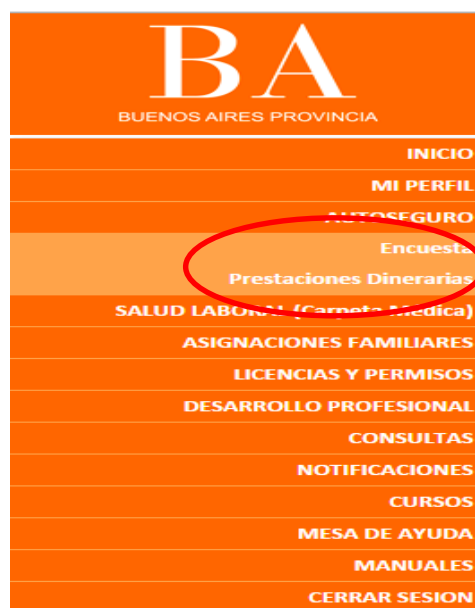 BA
BUENOS AIRES PROVINCIA
INICIO
MI PERFIL
AUTOSEGURO
Encuesta
Prestaciones Dinerarias
SALUD LABORAL (Carpeta Médica)
ASIGNACIONES FAMILIARES
LICENCIAS Y PERMISOS
DESARROLLO PROFESIONAL
CONSULTAS
NOTIFICACIONES
CURSOS
MESA DE AYUDA
MANUALES
CERRAR SESION